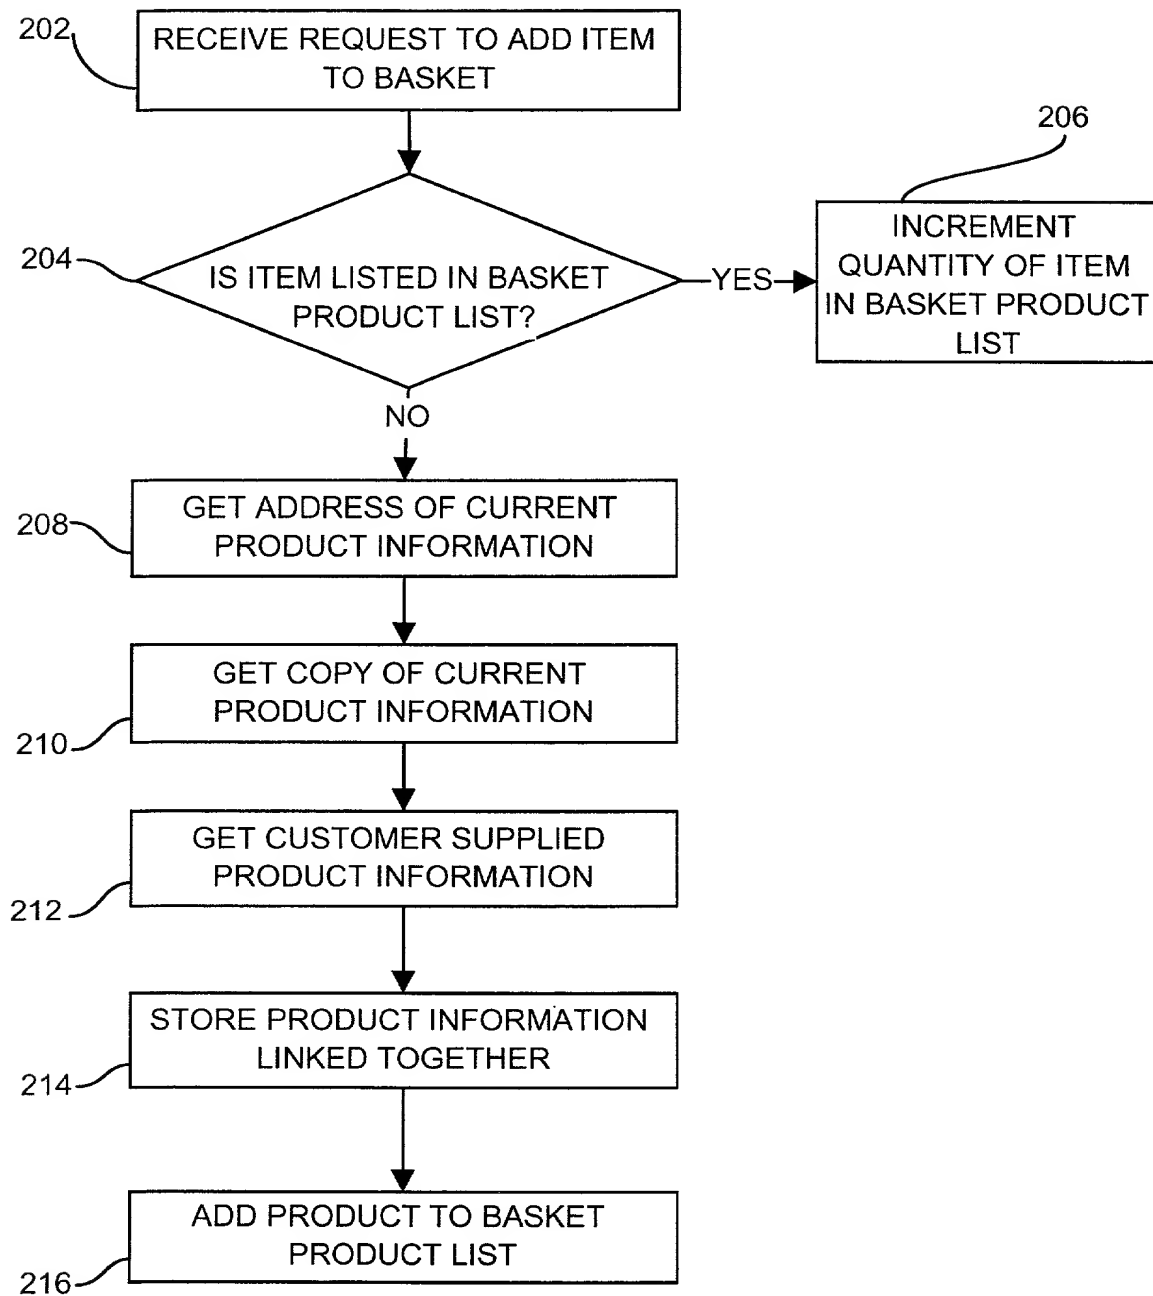 202
RECEIVE REQUEST TO ADD ITEM
TO BASKET
206
204
IS ITEM LISTED IN BASKET
PRODUCT LIST?
YES
INCREMENT
QUANTITY OF ITEM
IN BASKET PRODUCT
LIST
NO
208
GET ADDRESS OF CURRENT
PRODUCT INFORMATION
210
GET COPY OF CURRENT
PRODUCT INFORMATION
212
GET CUSTOMER SUPPLIED
PRODUCT INFORMATION
214
STORE PRODUCT INFORMATION
LINKED TOGETHER
216
ADD PRODUCT TO BASKET
PRODUCT LIST